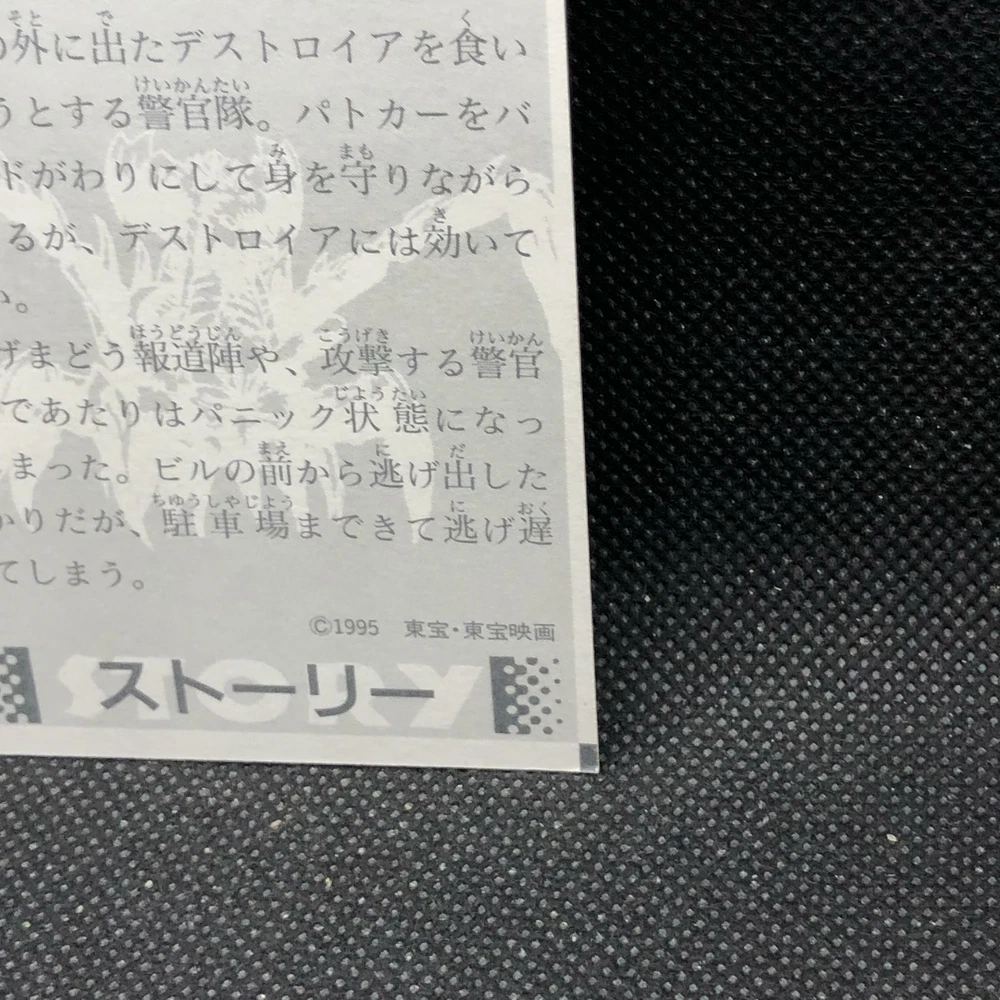 の外に出たデストロイアを食い
うとする警官隊。パトカーをバ
ドがわりにして身を守りながら
るが、デストロイアには効いて
い。
げまどう報道陣や、攻撃する警官
であたりはパニック状態になっ
まった。ビルの前から逃げ出した
かりだが、駐車場まできて逃げ遅
てしまう。
©1995 東宝・東宝映画
STORY
ストーリー